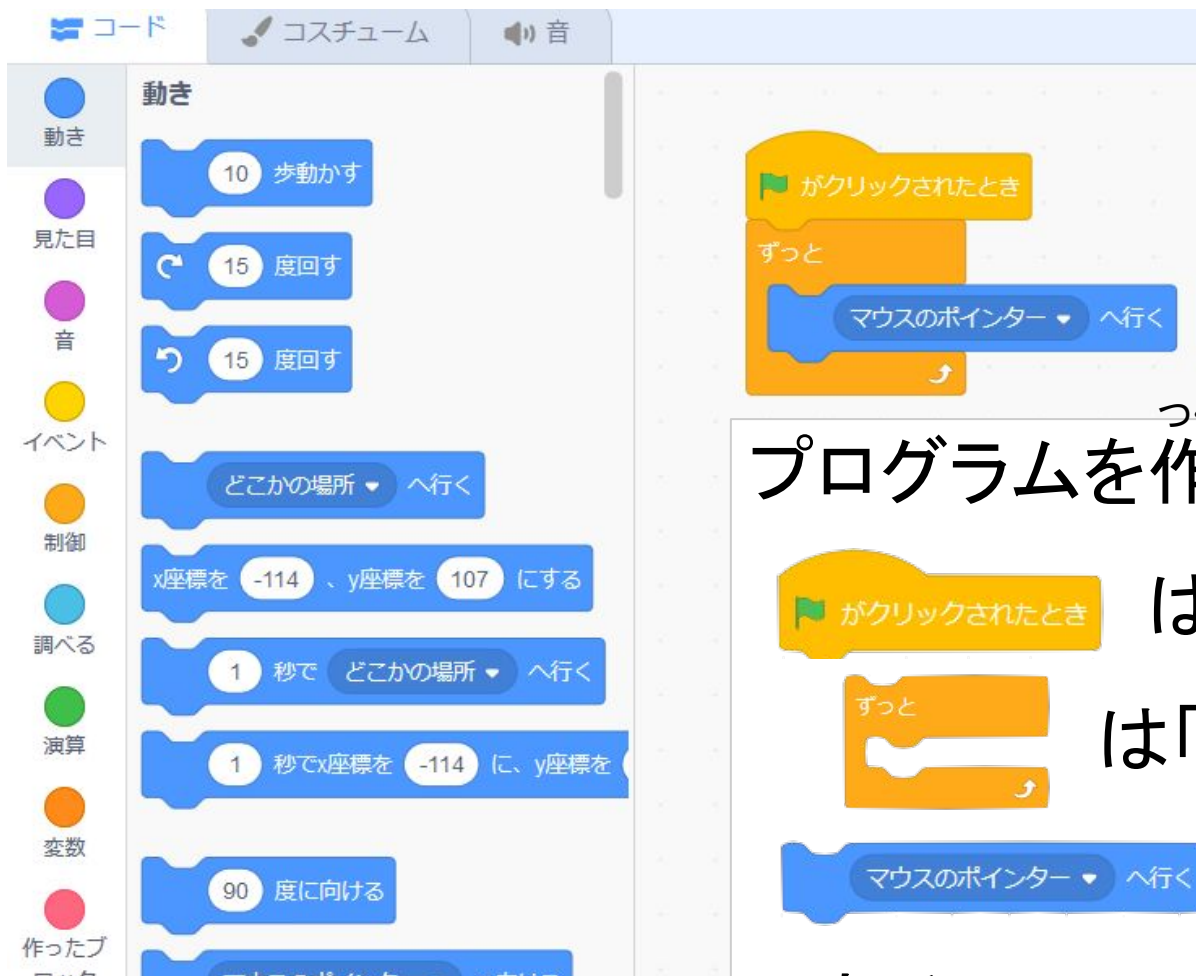 コード
コスチューム
音
動き
見た目
音
イベント
制御
調べる
演算
変数
作ったブ
動き
10 歩動かす
15 度回す
15 度回す
どこかの場所 へ行く
x座標を -114 、y座標を 107 にする
1 秒で どこかの場所 へ行く
1 秒でx座標を -114 に、y座標を
90 度に向ける
がクリックされたとき
ずっと
マウスのポインター へ行く
プログラムを作
がクリックされたとき は
ずっと は「
マウスのポインター へ行く